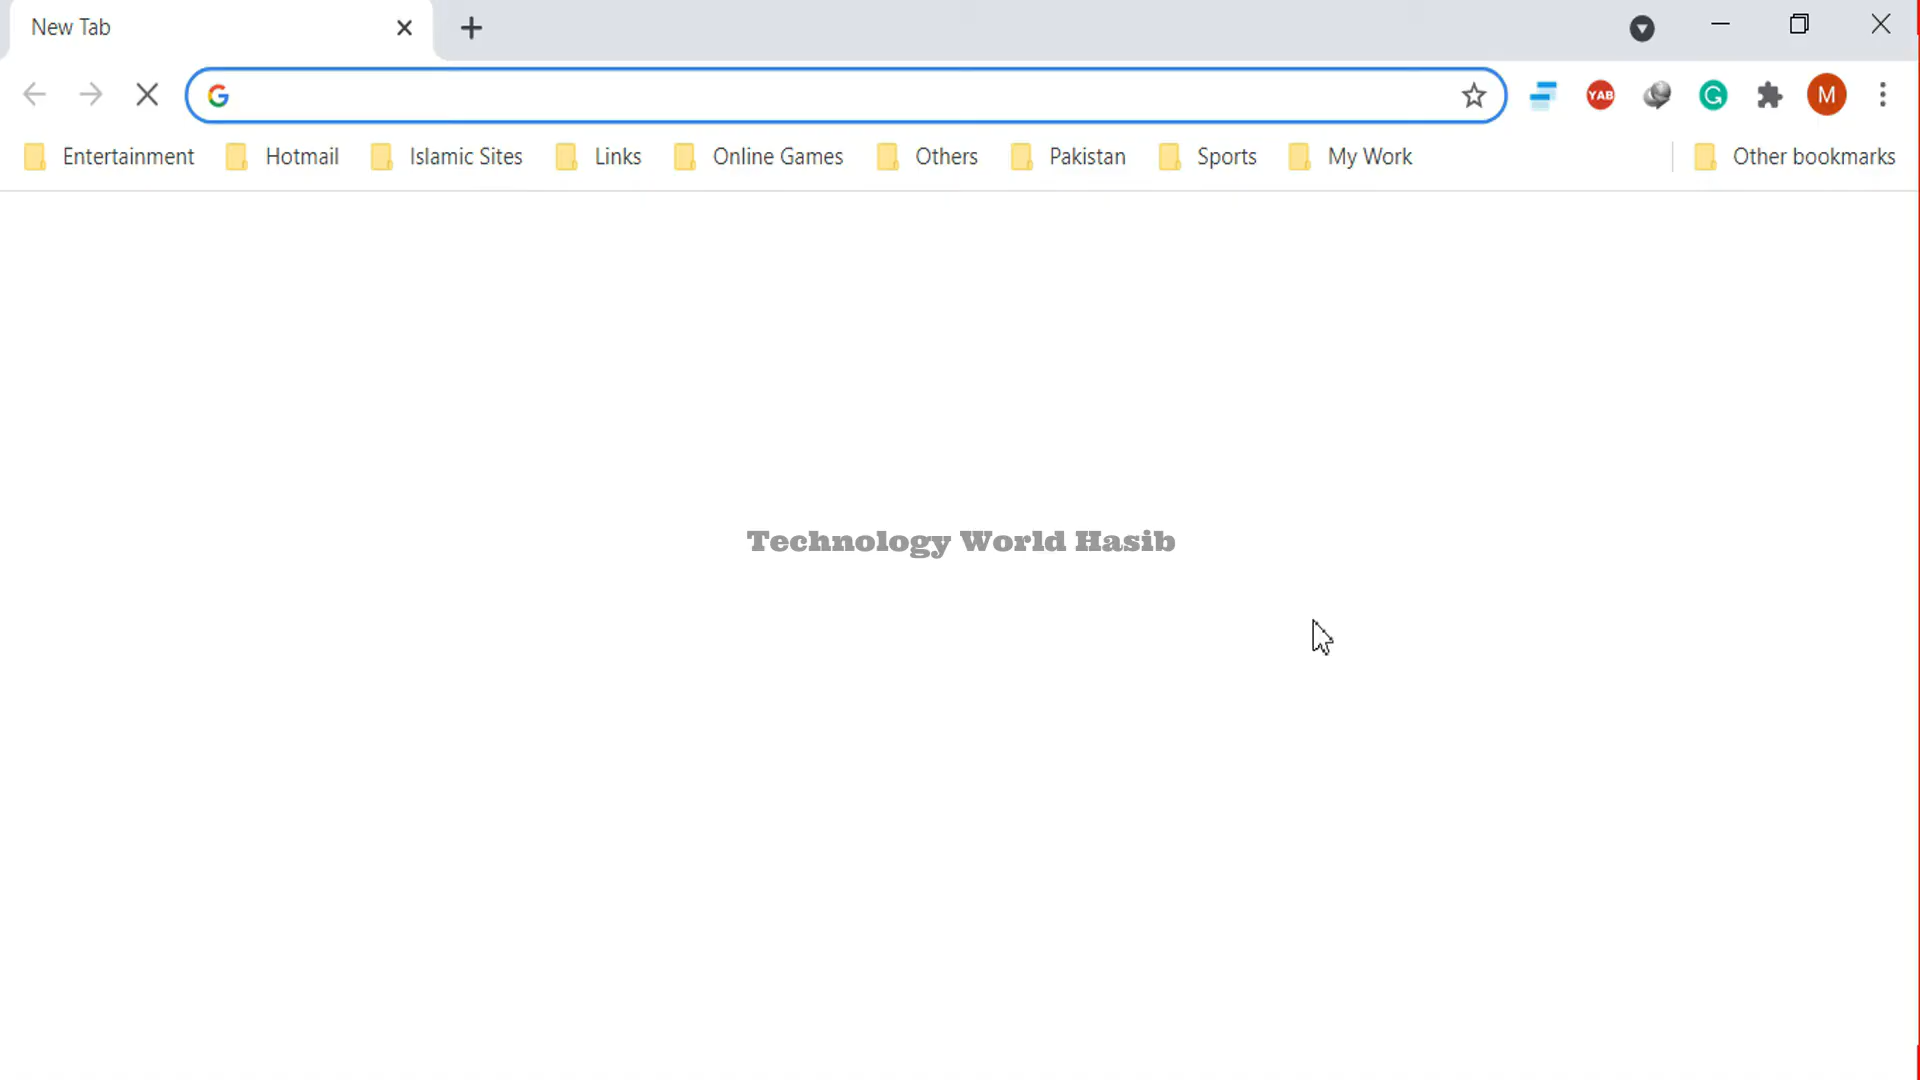 New Tab
YAB
M
Entertainment Hotmail Islamic Sites Links Online Games Others Pakistan Sports My Work Other bookmarks
Technology World Hasib